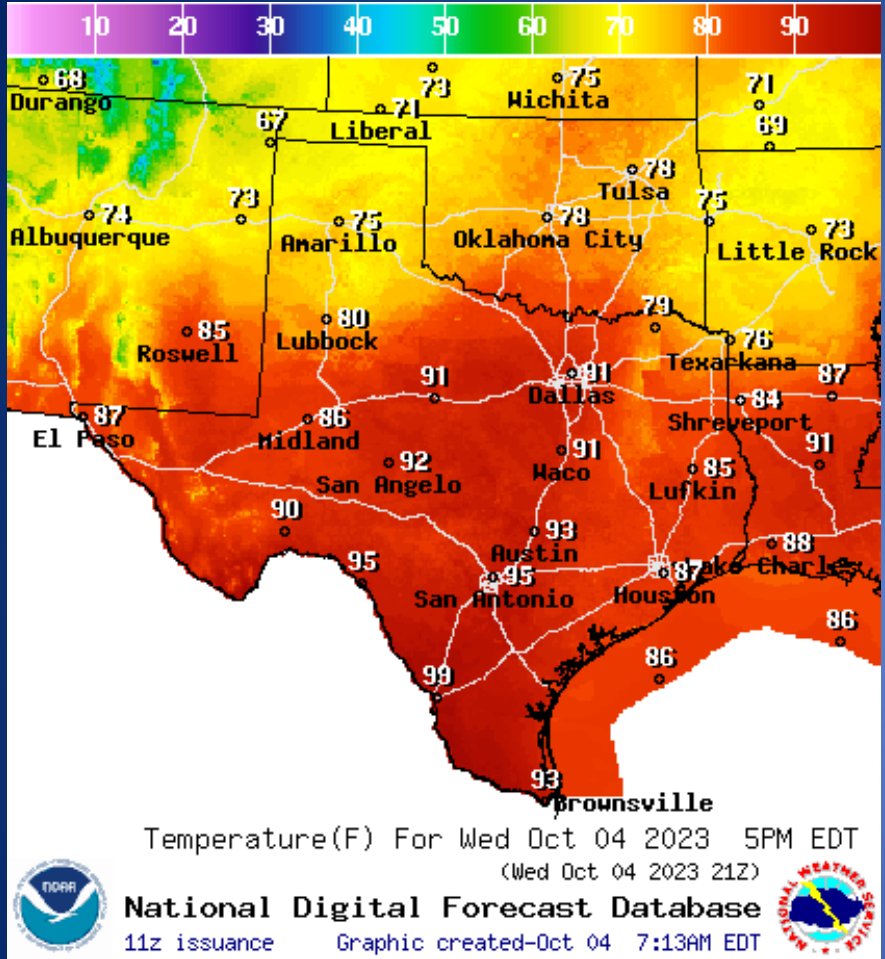 10 20 30 40 50 60 70 80 90
68 73 75 71
Durango Wichita
71
Liberal
67 69
78
Tulsa
74 73 75 78 75 73
Albuquerque Amarillo Oklahoma City Little Rock
85 80 79 76
Roswell Lubbock Texarkana
91 91 87
Dallas
87 86 84
El Paso Midland Shreveport
92 91 85 91
San Angelo Waco Lufkin
90 93 88
Austin Lake Charles
95 95 87
San Antonio Houston
86
99 86
93
Brownsville
Temperature(F) For Wed Oct 04 2023 5PM EDT
(Wed Oct 04 2023 21Z)
National Digital Forecast Database
11z issuance Graphic created-Oct 04 7:13AM EDT
NOAA
NATIONAL WEATHER SERVICE